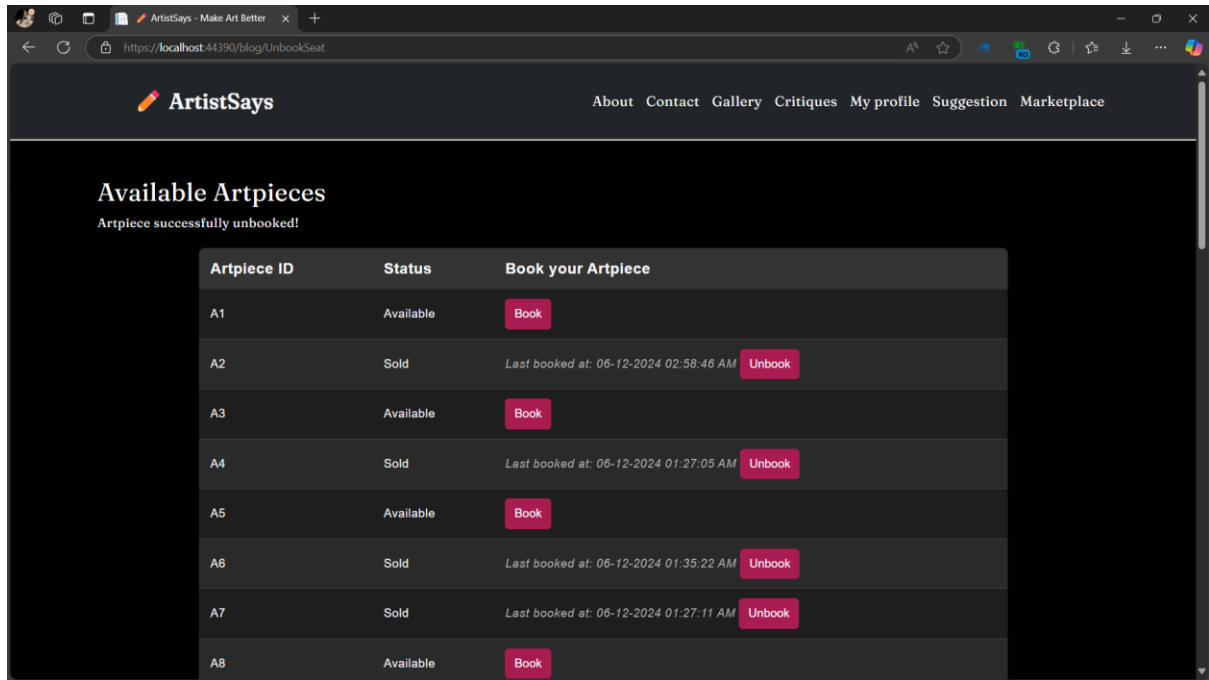 ArtistSays - Make Art Better
https://localhost:44390/blog/UnbookSeat
ArtistSays
About Contact Gallery Critiques My profile Suggestion Marketplace
Available Artpieces
Artpiece successfully unbooked!
Artpiece ID Status Book your Artpiece
A1 Available Book
A2 Sold Last booked at: 06-12-2024 02:58:46 AM Unbook
A3 Available Book
A4 Sold Last booked at: 06-12-2024 01:27:05 AM Unbook
A5 Available Book
A6 Sold Last booked at: 06-12-2024 01:35:22 AM Unbook
A7 Sold Last booked at: 06-12-2024 01:27:11 AM Unbook
A8 Available Book